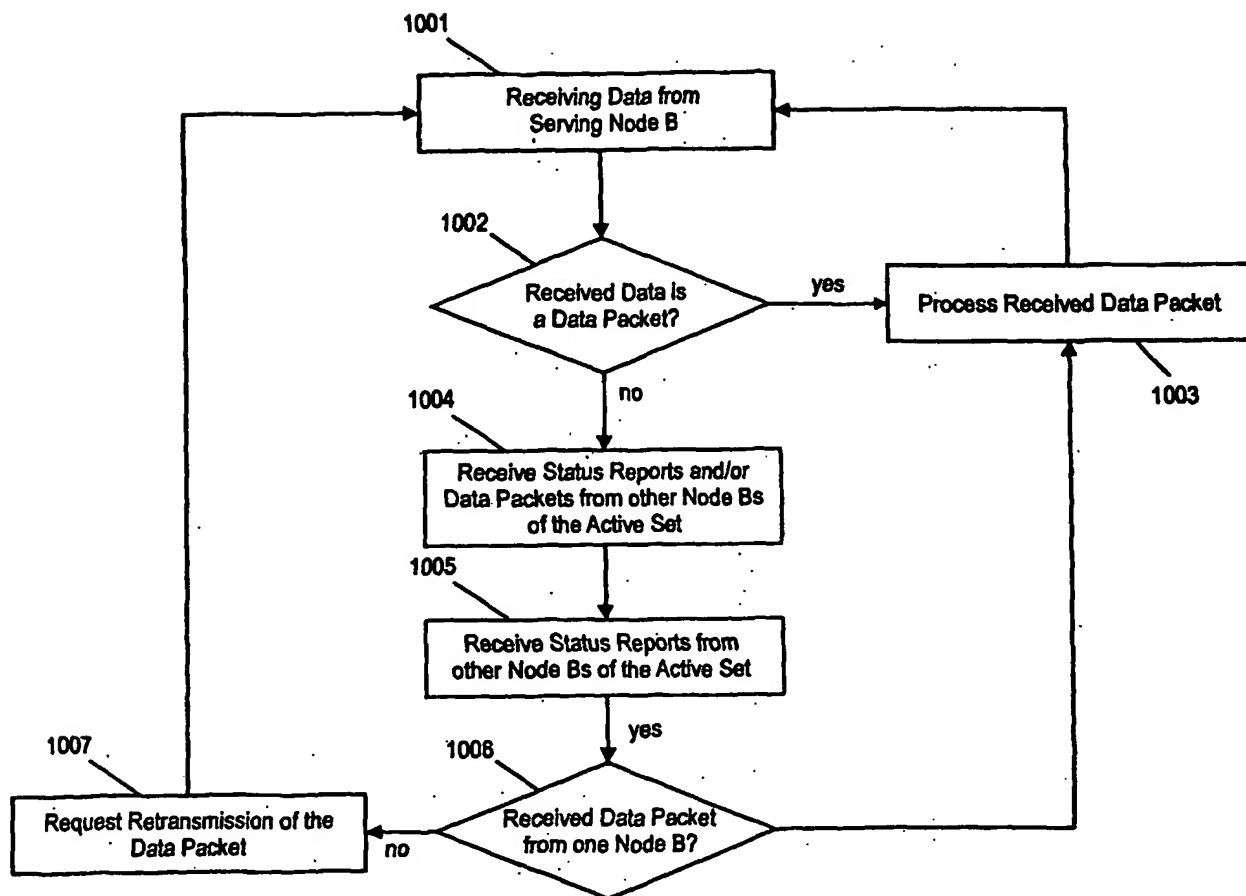 1001
Receiving Data from
Serving Node B
1002
Received Data is
a Data Packet?
yes
Process Received Data Packet
1003
no
1004
Receive Status Reports and/or
Data Packets from other Node Bs
of the Active Set
1005
Receive Status Reports from
other Node Bs of the Active Set
yes
1006
Received Data Packet
from one Node B?
no
1007
Request Retransmission of the
Data Packet